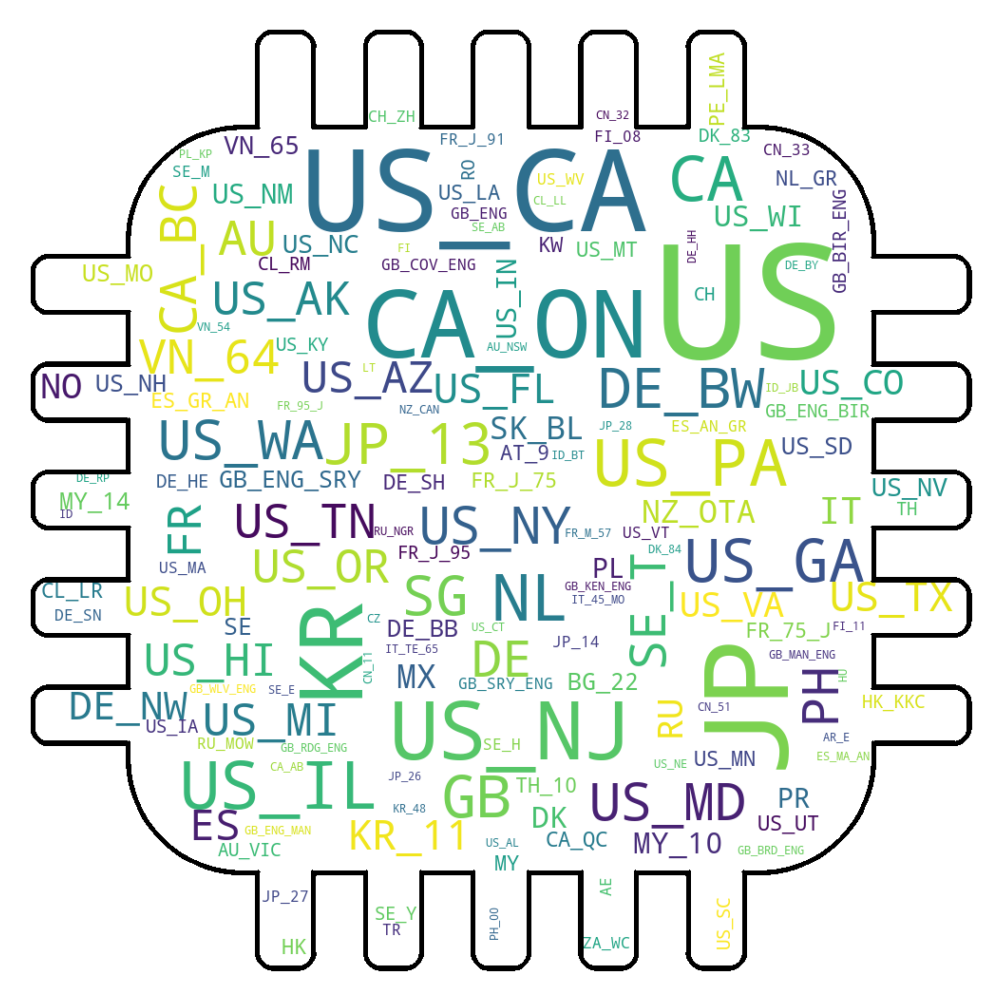 PE_LMA
CH_ZH
CN_32
FI_08
DK_83
CN_33
VN_65
FR_J_91
PL_KP
SE_M
RO
US_CA
US_WV
CA
NL_GR
CA_BC
US_NM
US_LA
CL_LL
GB_ENG
SE_AB
US_WI
GB_BIR_ENG
AU
US_NC
FI
KW
US_MT
DE_HH
US
DE_BY
CL_RM
GB_COV_ENG
US_MO
US_AK
US_IN
CA_ON
CH
VN_54
US_KY
AU_NSW
VN_64
LT
US_AZ
US_FL
DE_BW
ID_JB
US_CO
NO
US_NH
ES_GR_AN
FR_95_J
NZ_CAN
GB_ENG_BIR
US_WA
JP_13
SK_BL
JP_28
ES_AN_GR
US_SD
AT_9
ID_BT
US_PA
DE_RP
DE_HE
GB_ENG_SRY
DE_SH
FR_J_75
US_NV
MY_14
ID
TH
FR
US_TN
RU_NGR
US_NY
FR_M_57
US_VT
NZ_OTA
IT
FR_J_95
DK_84
US_MA
US_OR
PL
US_GA
CL_LR
DE_SN
US_OH
SG
NL
GB_KEN_ENG
IT_45_MO
SE_T
US_VA
US_TX
SE
KR
CZ
DE_BB
US_CT
JP_14
FR_75_J
FI_11
IT_TE_65
US_HI
CN_11
MX
DE
GB_SRY_ENG
BG_22
JP
GB_MAN_ENG
HU
PH
GB_WLV_ENG
SE_E
DE_NW
US_IA
US_MI
US_NJ
RU
CN_51
HK_KKC
RU_MOW
GB_RDG_ENG
SE_H
AR_E
ES_MA_AN
US_IL
CA_AB
JP_26
US_NE
US_MN
GB
TH_10
US_MD
PR
KR_48
DK
ES
GB_ENG_MAN
KR_11
US_AL
CA_QC
MY_10
US_UT
AU_VIC
MY
GB_BRD_ENG
JP_27
AE
SE_Y
TR
PH_00
US_SC
HK
ZA_WC